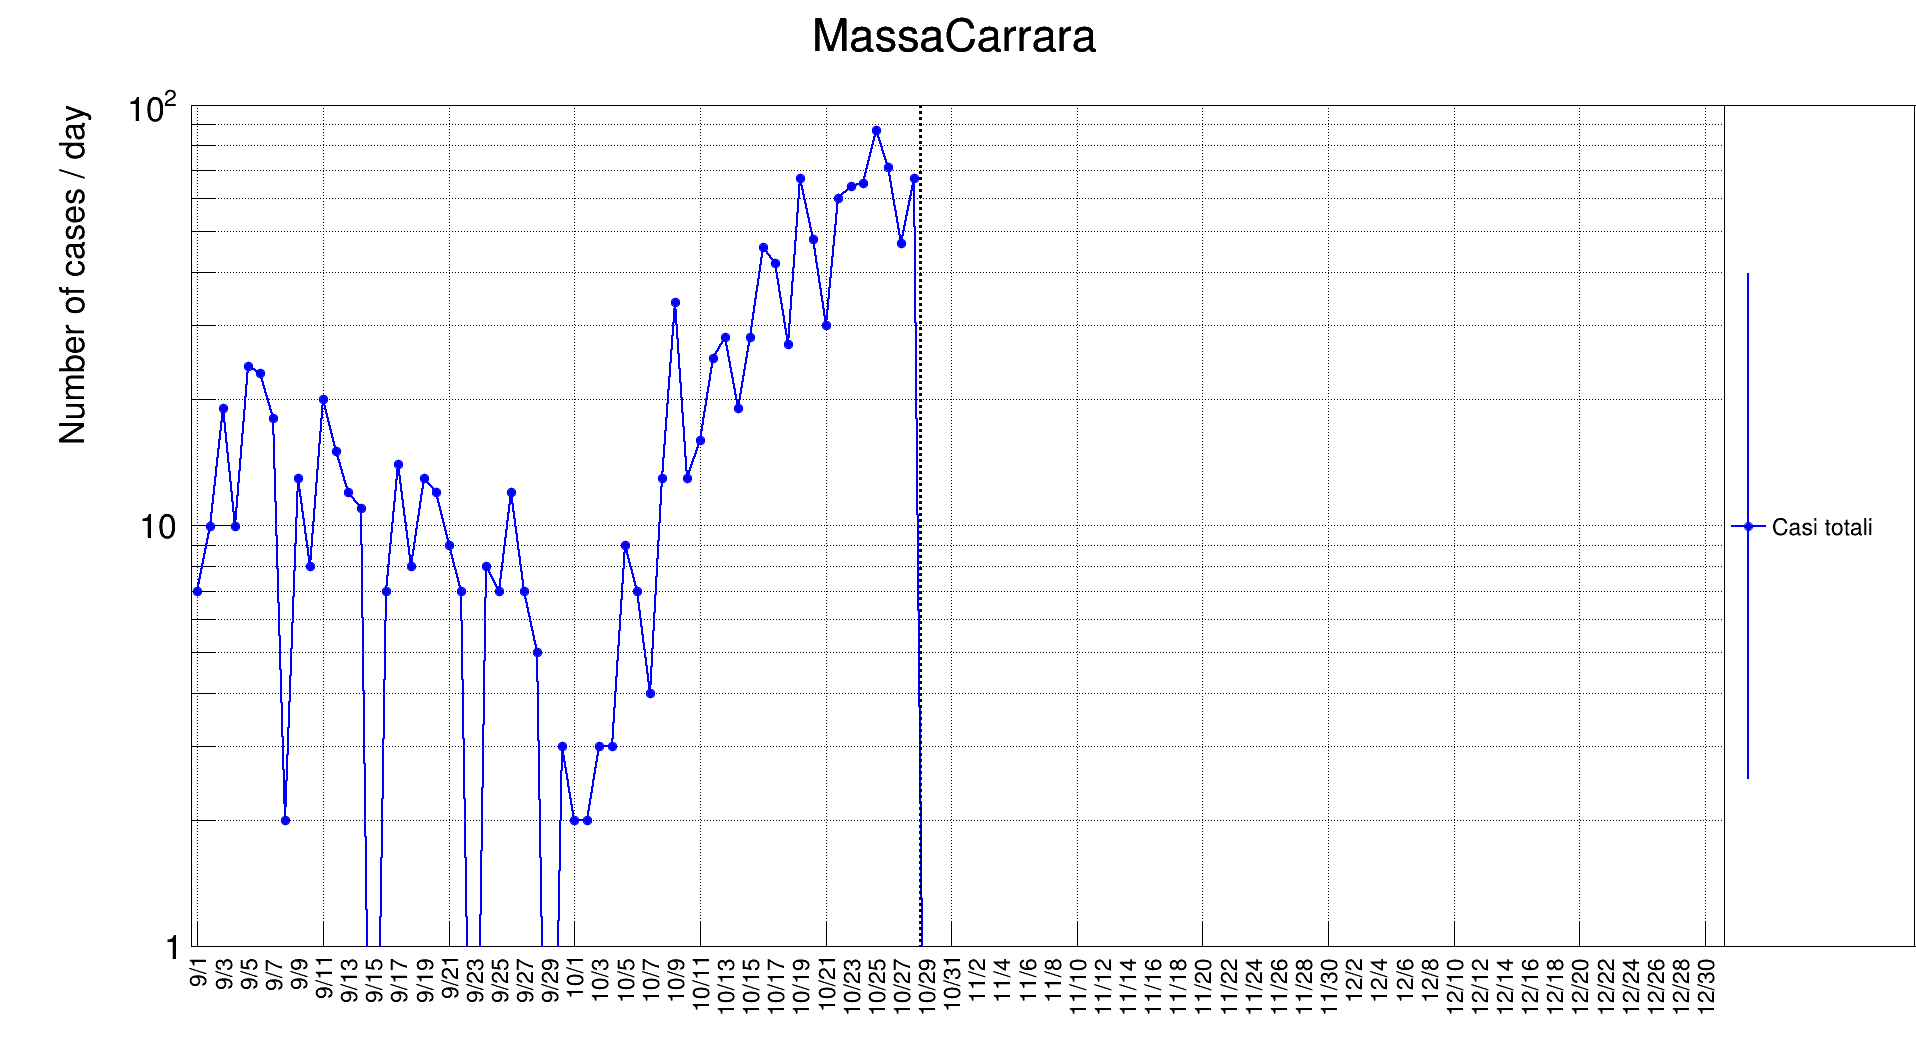 MassaCarrara
Number of cases / day
10²
10
1
9/1 9/3 9/5 9/7 9/9 9/11 9/13 9/15 9/17 9/19 9/21 9/23 9/25 9/27 9/29 10/1 10/3 10/5 10/7 10/9 10/11 10/13 10/15 10/17 10/19 10/21 10/23 10/25 10/27 10/29 10/31 11/2 11/4 11/6 11/8 11/10 11/12 11/14 11/16 11/18 11/20 11/22 11/24 11/26 11/28 11/30 12/2 12/4 12/6 12/8 12/10 12/12 12/14 12/16 12/18 12/20 12/22 12/24 12/26 12/28 12/30
Casi totali